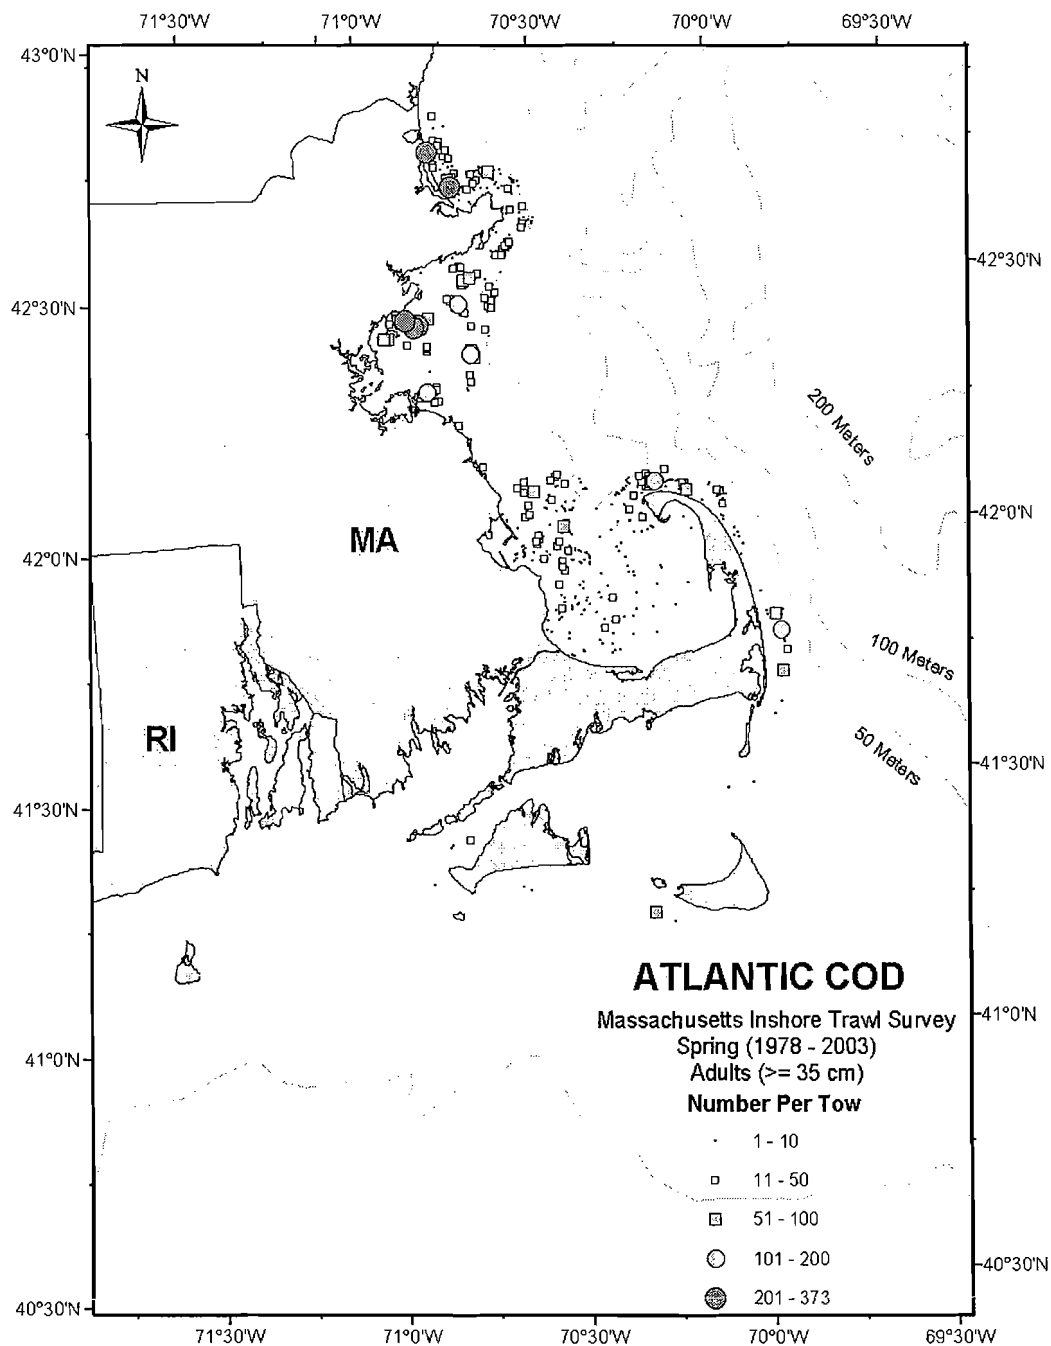 71°30'W 71°0'W 70°30'W 70°0'W 69°30'W
43°0'N
N
42°30'N
42°30'N
200 Meters
MA
42°0'N
42°0'N
100 Meters
RI
50 Meters
41°30'N
41°30'N
ATLANTIC COD
Massachusetts Inshore Trawl Survey
Spring (1978 - 2003)
Adults (>= 35 cm)
Number Per Tow
41°0'N
41°0'N
1 - 10
11 - 50
51 - 100
101 - 200
201 - 373
40°30'N
40°30'N
71°30'W 71°0'W 70°30'W 70°0'W 69°30'W